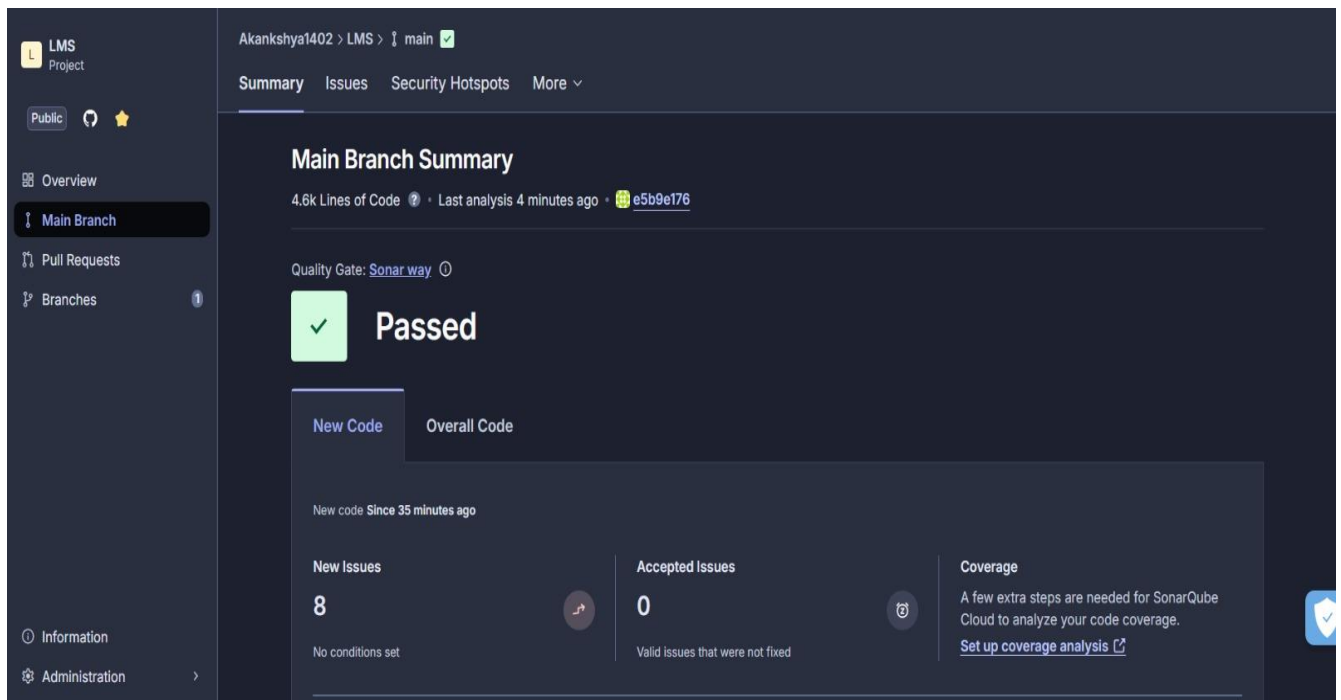 L
LMS
Project
Public
Overview
Main Branch
Pull Requests
Branches 1
Information
Administration
Akankshya1402 > LMS > main
Summary Issues Security Hotspots More
Main Branch Summary
4.6k Lines of Code ? • Last analysis 4 minutes ago • e5b9e176
Quality Gate: Sonar way
Passed
New Code Overall Code
New code Since 35 minutes ago
New Issues
8
No conditions set
Accepted Issues
0
Valid issues that were not fixed
Coverage
A few extra steps are needed for SonarQube
Cloud to analyze your code coverage.
Set up coverage analysis